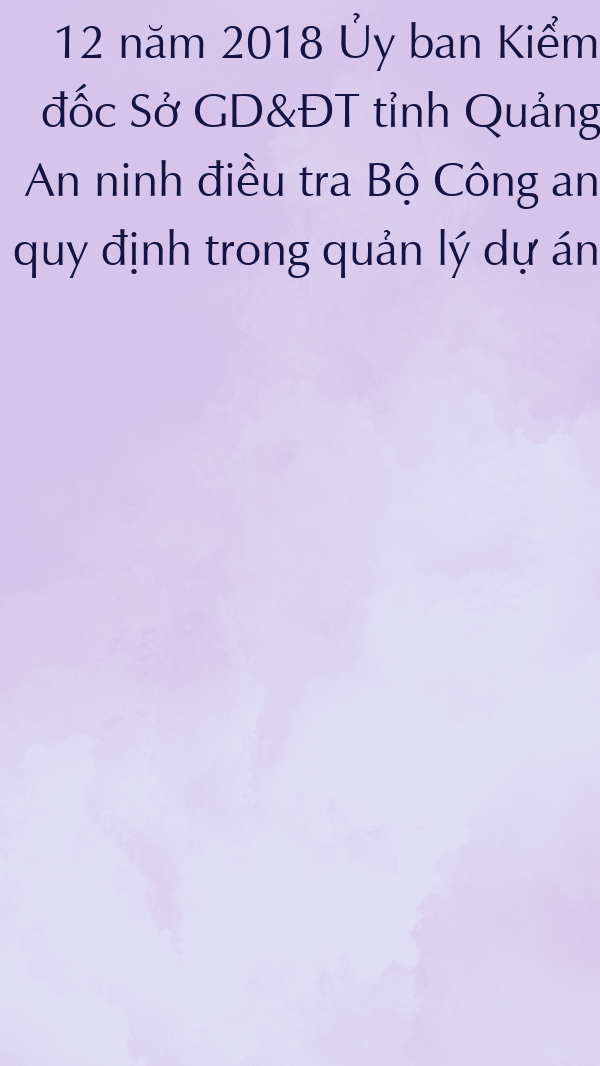 12 năm 2018 Ủy ban Kiểm
đốc Sở GD&ĐT tỉnh Quảng
An ninh điều tra Bộ Công an
quy định trong quản lý dự án